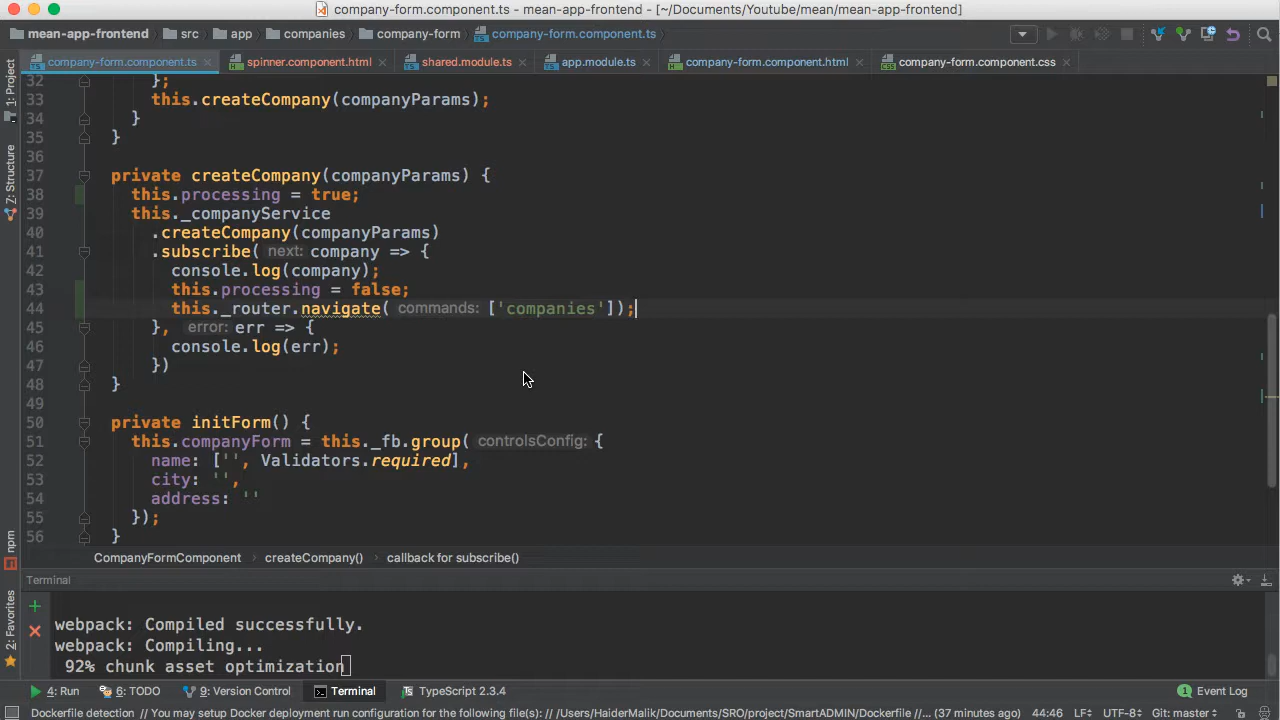 company-form.component.ts - [~/Documents/Youtube/mean/mean-app-frontend]
mean-app-frontend src app companies company-form company-form.component.ts
company-form.component.ts spinner.component.html shared.module.ts app.module.ts company-form.component.html company-form.component.css
1: Project
Z: Structure
npm
2: Favorites
32 };
33 this.createCompany(companyParams);
34 }
35 }
36
37 private createCompany(companyParams) {
38 this.processing = true;
39 this._companyService
40 .createCompany(companyParams)
41 .subscribe( next: company => {
42 console.log(company);
43 this.processing = false;
44 this._router.navigate( commands: ['companies']);
45 }, error: err => {
46 console.log(err);
47 })
48 }
49
50 private initForm() {
51 this.companyForm = this._fb.group( controlsConfig: {
52 name: ['', Validators.required],
53 city: '',
54 address: ''
55 });
56 }
CompanyFormComponent createCompany() callback for subscribe()
Terminal
webpack: Compiled successfully.
webpack: Compiling...
92% chunk asset optimization
4: Run 6: TODO 9: Version Control Terminal TypeScript 2.3.4 1 Event Log
Dockerfile detection // You may setup Docker deployment run configuration for the following file(s): // /Users/HaiderMalik/Documents/SRO/project/SmartADMIN/Dockerfile // ... (37 minutes ago) 44:46 LF÷ UTF-8÷ Git: master÷